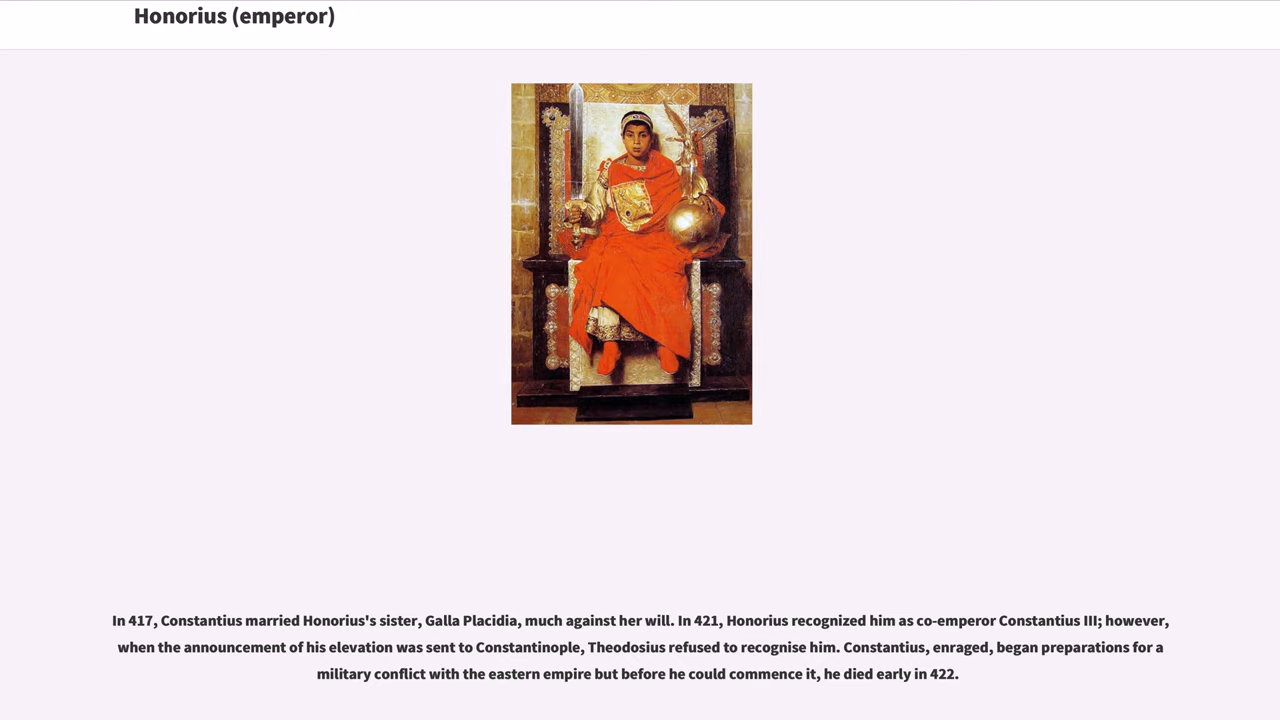 Honorius (emperor)
In 417, Constantius married Honorius's sister, Galla Placidia, much against her will. In 421, Honorius recognized him as co-emperor Constantius III; however,
when the announcement of his elevation was sent to Constantinople, Theodosius refused to recognise him. Constantius, enraged, began preparations for a
military conflict with the eastern empire but before he could commence it, he died early in 422.